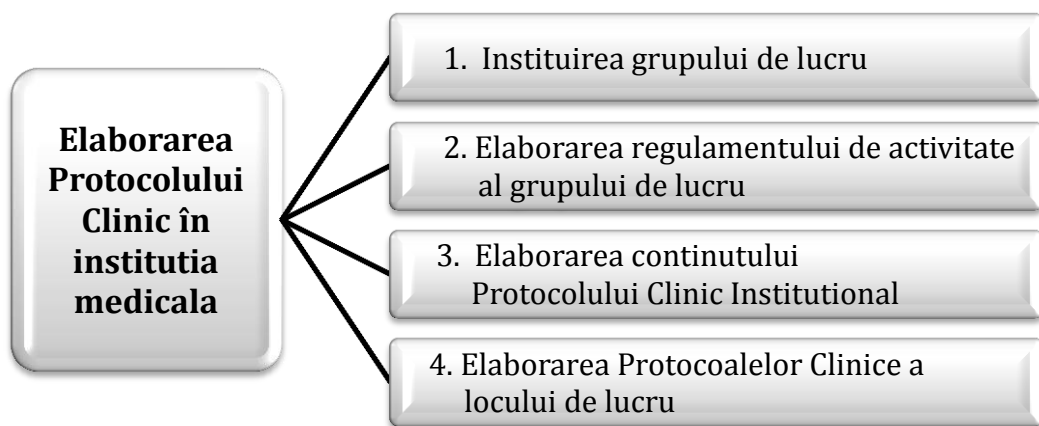 Elaborarea
Protocolului
Clinic în
institutia
medicala
1. Instituirea grupului de lucru
2. Elaborarea regulamentului de activitate
al grupului de lucru
3. Elaborarea continutului
Protocolului Clinic Institutional
4. Elaborarea Protocoalelor Clinice a
locului de lucru